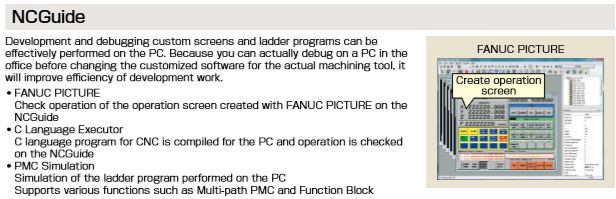 NCGuide
Development and debugging custom screens and ladder programs can be
effectively performed on the PC. Because you can actually debug on a PC in the
office before changing the customized software for the actual machining tool, it
will improve efficiency of development work.
• FANUC PICTURE
Check operation of the operation screen created with FANUC PICTURE on the
NCGuide
• C Language Executor
C language program for CNC is compiled for the PC and operation is checked
on the NCGuide
• PMC Simulation
Simulation of the ladder program performed on the PC
Supports various functions such as Multi-path PMC and Function Block
FANUC PICTURE
Create operation
screen